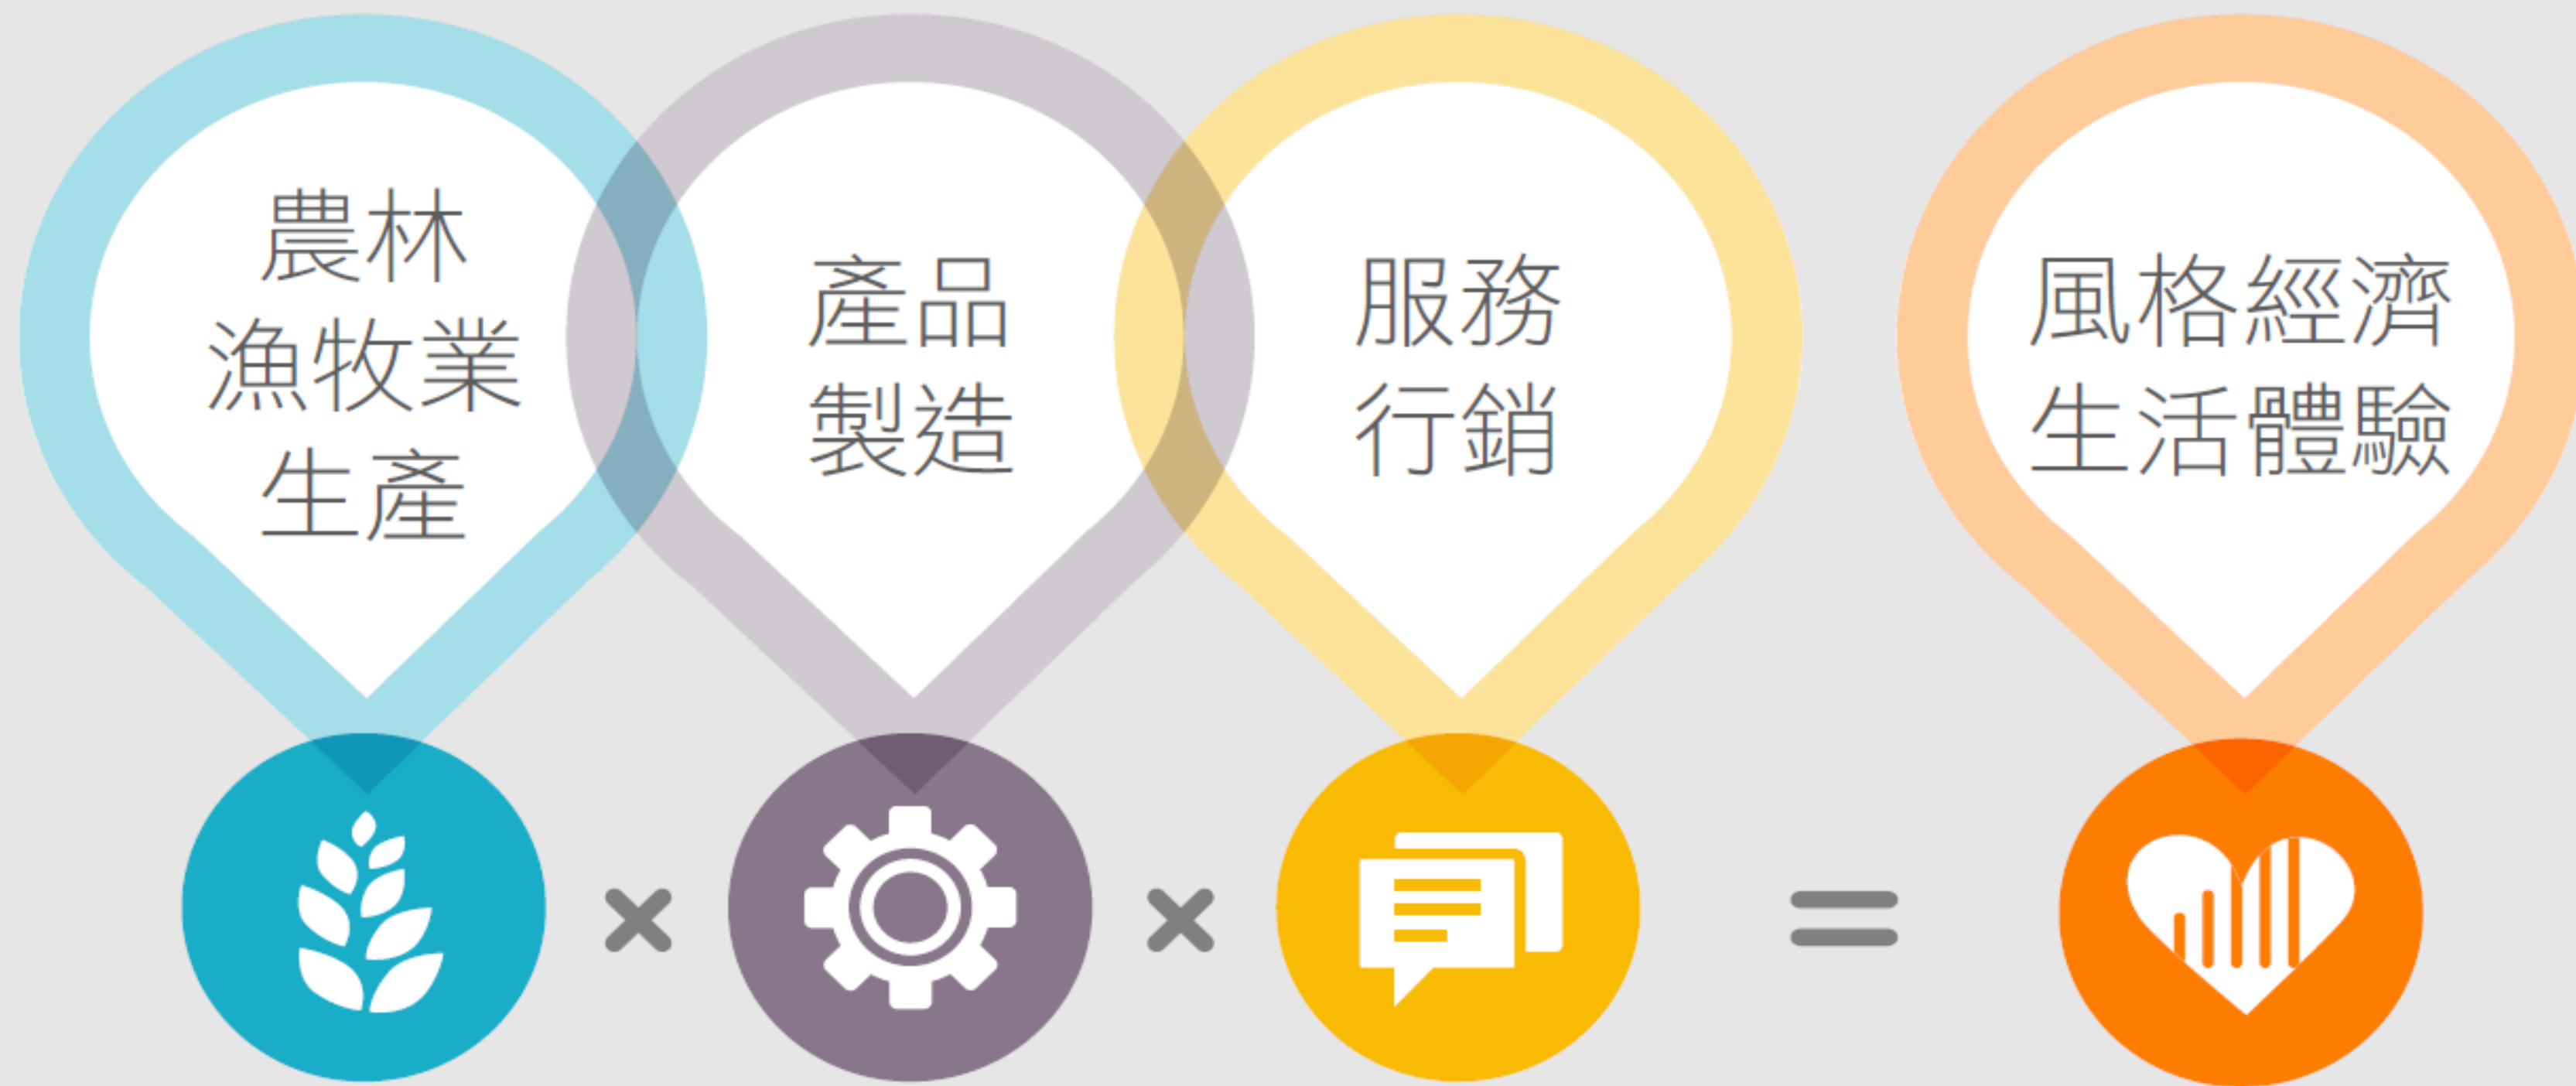 農林
漁牧業
生產
產品
製造
服務
行銷
風格經濟
生活體驗
×
×
=